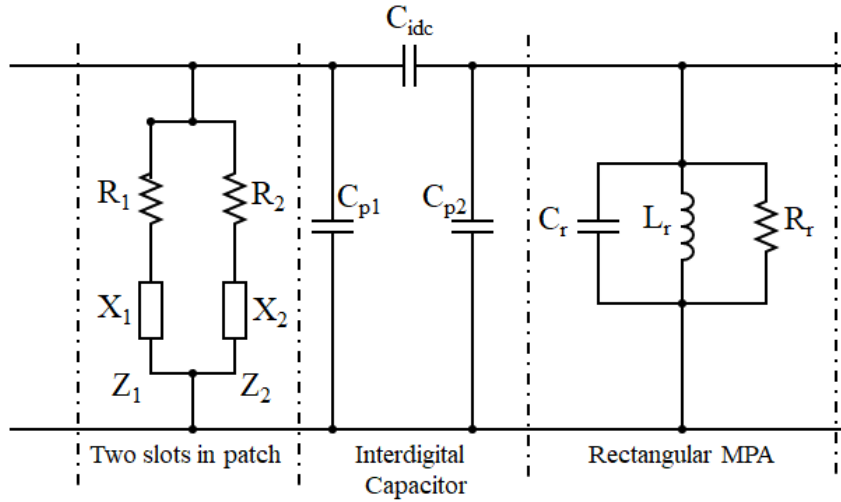 C_idc
R_1
R_2
C_p1
C_p2
C_r
L_r
R_r
X_1
X_2
Z_1
Z_2
Two slots in patch
Interdigital
Capacitor
Rectangular MPA